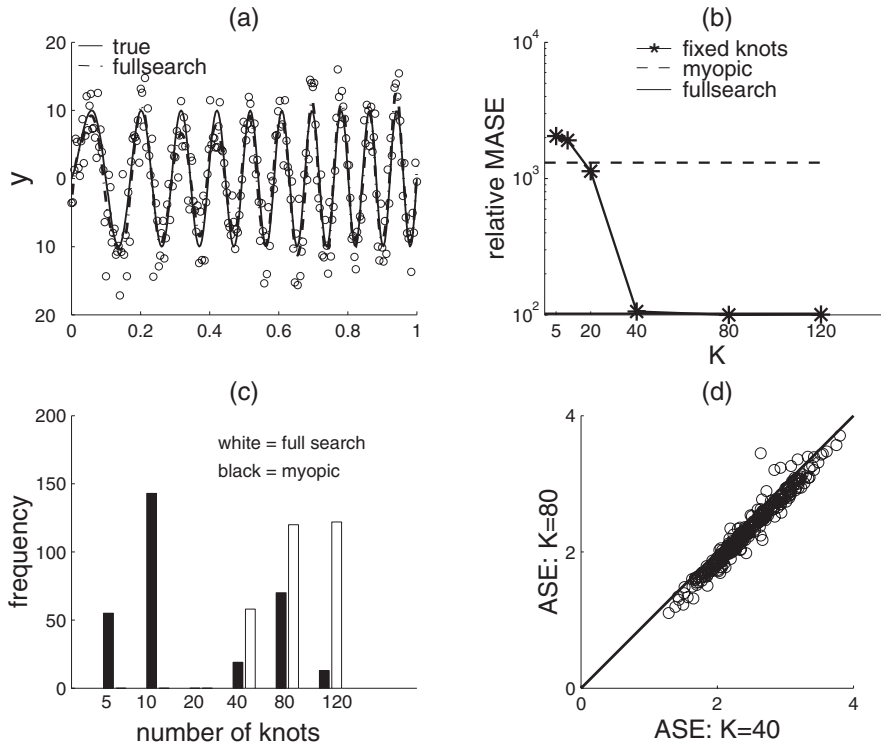 (a)
true
fullsearch
20
10
0
10
20
y
0
0.2
0.4
0.6
0.8
1
(b)
fixed knots
myopic
fullsearch
10^4
10^3
10^2
relative MASE
5
20
40
80
120
K
(c)
white = full search
black = myopic
200
150
100
50
0
frequency
5
10
20
40
80
120
number of knots
(d)
4
2
0
ASE: K=80
0
2
4
ASE: K=40